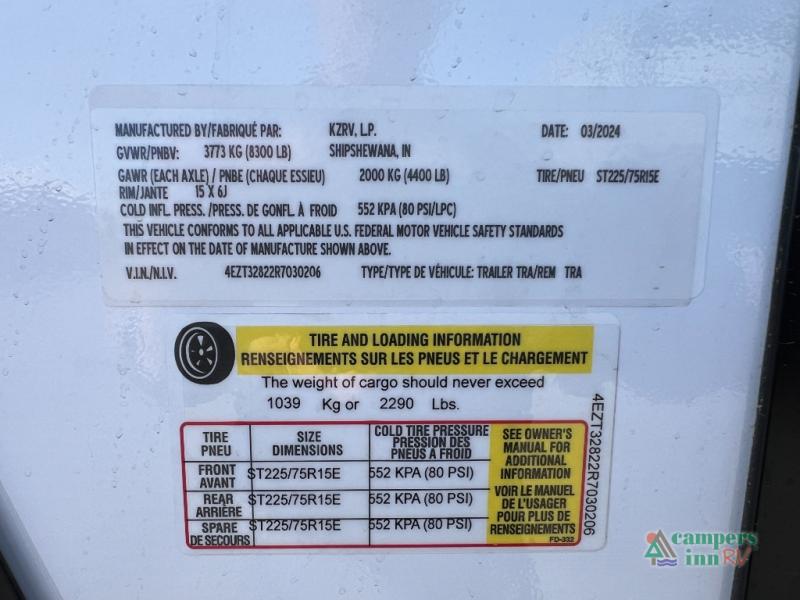 MANUFACTURED BY/FABRIQUÉ PAR: KZRV, L.P. DATE: 03/2024
GVWR/PNBV: 3773 KG (8300 LB) SHIPSHEWANA, IN
GAWR (EACH AXLE) / PNBE (CHAQUE ESSIEU) 2000 KG (4400 LB) TIRE/PNEU ST225/75R15E
RIM/JANTE 15 X 6J
COLD INFL. PRESS. /PRESS. DE GONFL. À FROID 552 KPA (80 PSI/LPC)
THIS VEHICLE CONFORMS TO ALL APPLICABLE U.S. FEDERAL MOTOR VEHICLE SAFETY STANDARDS
IN EFFECT ON THE DATE OF MANUFACTURE SHOWN ABOVE.
V.I.N./N.I.V. 4EZT32822R7030206 TYPE/TYPE DE VÉHICULE: TRAILER TRA/REM TRA
TIRE AND LOADING INFORMATION
RENSEIGNEMENTS SUR LES PNEUS ET LE CHARGEMENT
The weight of cargo should never exceed
1039 Kg or 2290 Lbs.
TIRE
PNEU
SIZE
DIMENSIONS
COLD TIRE PRESSURE
PRESSION DES
PNEUS A FROID
FRONT
AVANT
ST225/75R15E
552 KPA (80 PSI)
REAR
ARRIÈRE
ST225/75R15E
552 KPA (80 PSI)
SPARE
DE SECOURS
ST225/75R15E
552 KPA (80 PSI)
SEE OWNER'S
MANUAL FOR
ADDITIONAL
INFORMATION
VOIR LE MANUEL
DE L'USAGER
POUR PLUS DE
RENSEIGNEMENTS
FD-332
4EZT32822R7030206
campers
inn RV